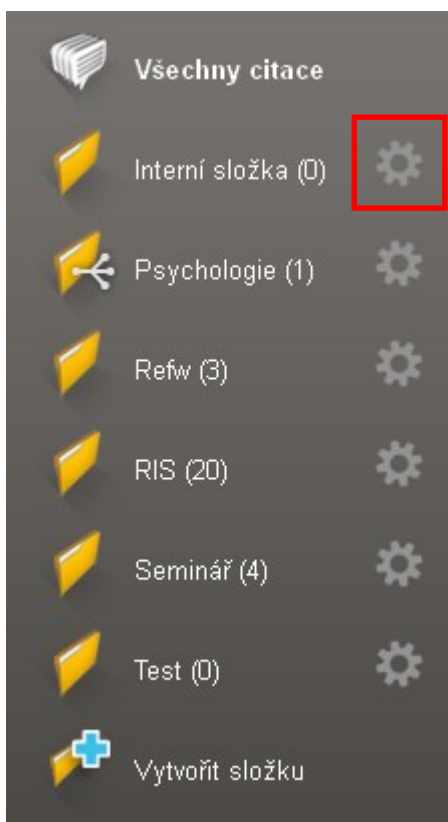 Všechny citace
Interní složka (0)
Psychologie (1)
Refw (3)
RIS (20)
Seminář (4)
Test (0)
Vytvořit složku